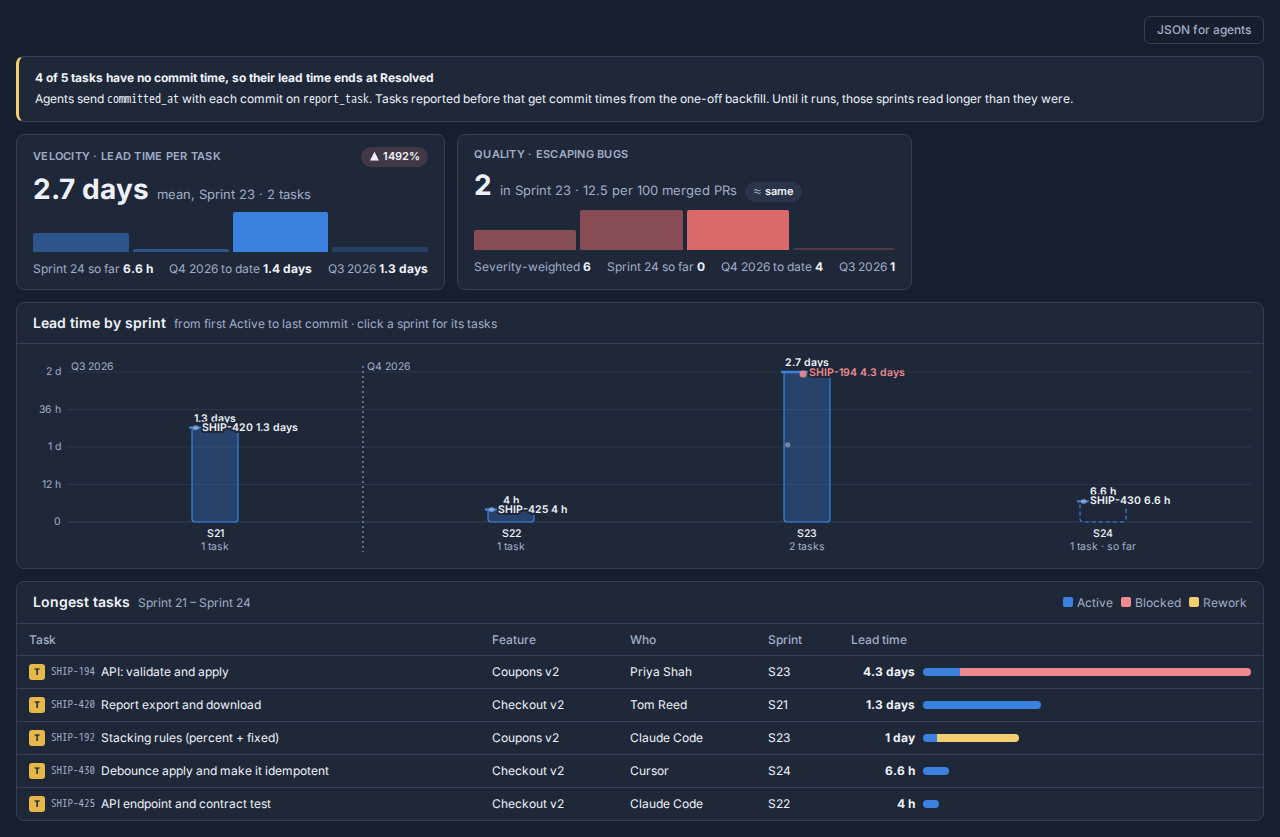 JSON for agents
4 of 5 tasks have no commit time, so their lead time ends at Resolved
Agents send committed_at with each commit on report_task. Tasks reported before that get commit times from the one-off backfill. Until it runs, those sprints read longer than they were.
VELOCITY · LEAD TIME PER TASK
▲ 1492%
2.7 days mean, Sprint 23 · 2 tasks
Sprint 24 so far 6.6 h Q4 2026 to date 1.4 days Q3 2026 1.3 days
QUALITY · ESCAPING BUGS
2 in Sprint 23 · 12.5 per 100 merged PRs ≈ same
Severity-weighted 6 Sprint 24 so far 0 Q4 2026 to date 4 Q3 2026 1
Lead time by sprint from first Active to last commit · click a sprint for its tasks
Q3 2026
Q4 2026
2 d
36 h
1 d
12 h
0
1.3 days
SHIP-420 1.3 days
4 h
SHIP-425 4 h
2.7 days
SHIP-194 4.3 days
6.6 h
SHIP-430 6.6 h
S21
1 task
S22
1 task
S23
2 tasks
S24
1 task · so far
Longest tasks Sprint 21 – Sprint 24
Active Blocked Rework
Task Feature Who Sprint Lead time
T SHIP-194 API: validate and apply Coupons v2 Priya Shah S23 4.3 days
T SHIP-420 Report export and download Checkout v2 Tom Reed S21 1.3 days
T SHIP-192 Stacking rules (percent + fixed) Coupons v2 Claude Code S23 1 day
T SHIP-430 Debounce apply and make it idempotent Checkout v2 Cursor S24 6.6 h
T SHIP-425 API endpoint and contract test Checkout v2 Claude Code S22 4 h